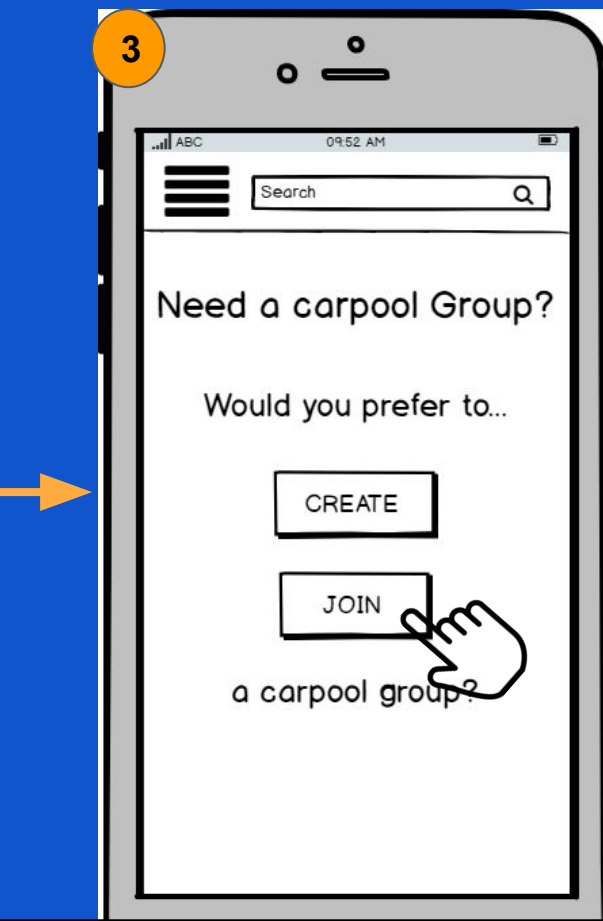 3
ABC 09:52 AM
Search
Need a carpool Group?
Would you prefer to...
CREATE
JOIN
a carpool group?